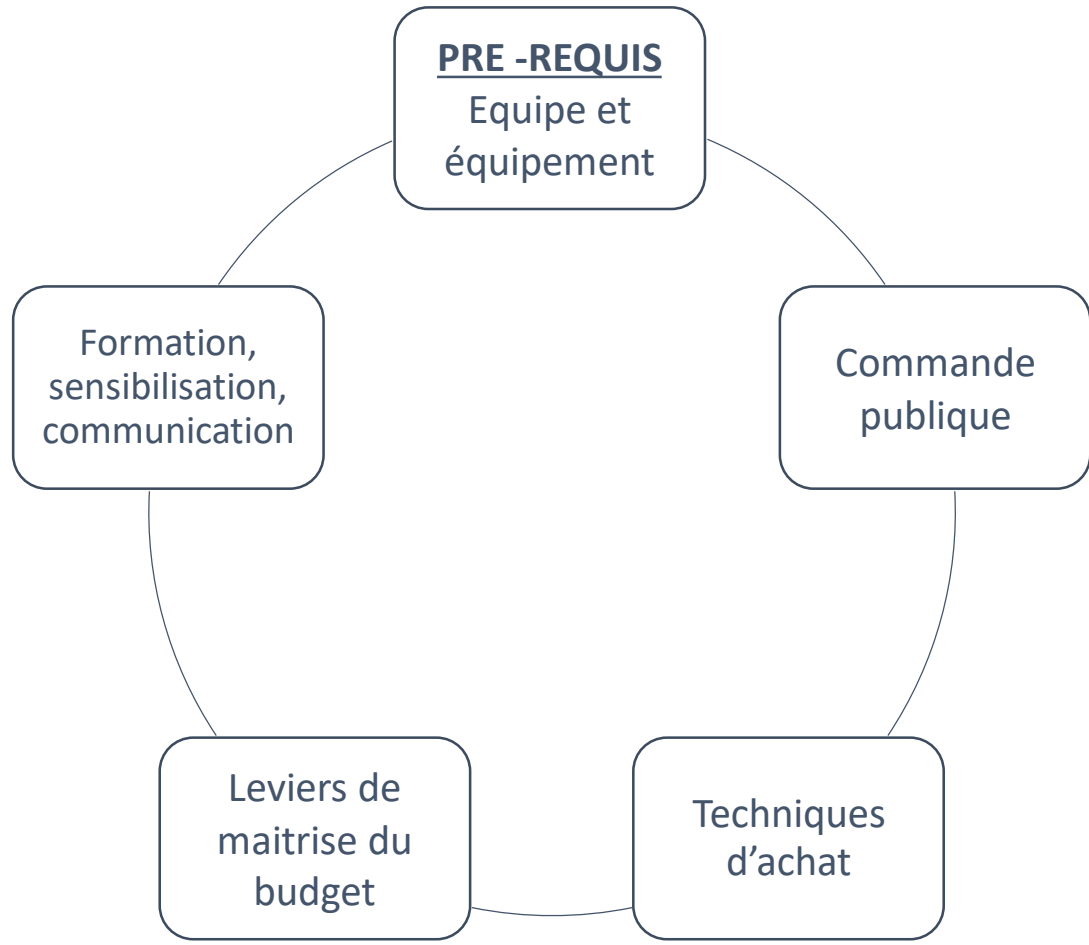 PRE -REQUIS
Equipe et
équipement
Formation,
sensibilisation,
communication
Commande
publique
Leviers de
maitrise du
budget
Techniques
d’achat